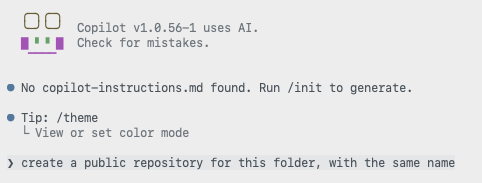 Copilot v1.0.56-1 uses AI.
Check for mistakes.
● No copilot-instructions.md found. Run /init to generate.
● Tip: /theme
└ View or set color mode
❯ create a public repository for this folder, with the same name